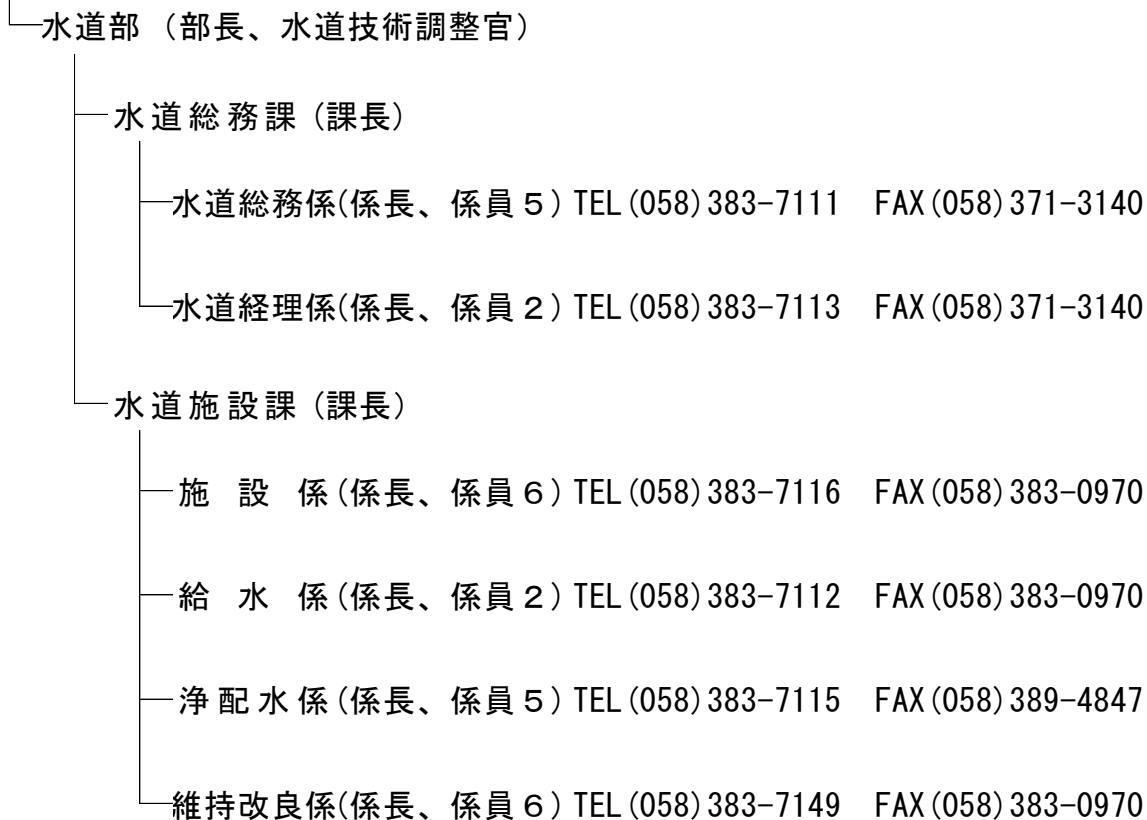 水道部（部長、水道技術調整官）
水道総務課（課長）
水道総務係(係長、係員５) TEL(058)383-7111　FAX(058)371-3140
水道経理係(係長、係員２) TEL(058)383-7113　FAX(058)371-3140
水道施設課（課長）
施　設　係(係長、係員６) TEL(058)383-7116　FAX(058)383-0970
給　水　係(係長、係員２) TEL(058)383-7112　FAX(058)383-0970
浄配水係(係長、係員５) TEL(058)383-7115　FAX(058)389-4847
維持改良係(係長、係員６) TEL(058)383-7149　FAX(058)383-0970